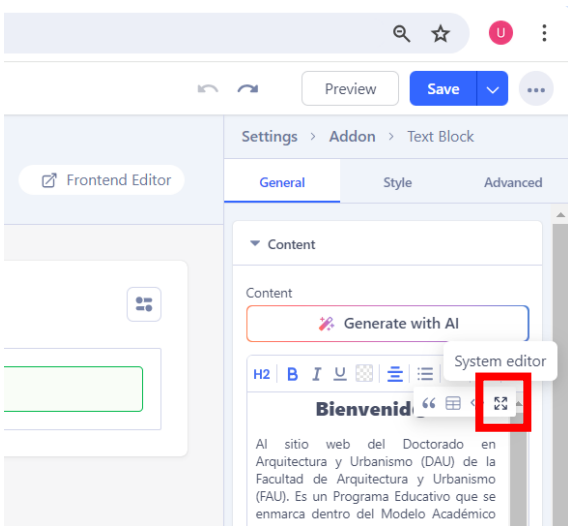 U
Preview
Save
Settings > Addon > Text Block
Frontend Editor
General
Style
Advanced
Content
Content
Generate with AI
System editor
H2 B I U
Al sitio web del Doctorado en
Arquitectura y Urbanismo (DAU) de la
Facultad de Arquitectura y Urbanismo
(FAU). Es un Programa Educativo que se
enmarca dentro del Modelo Académico